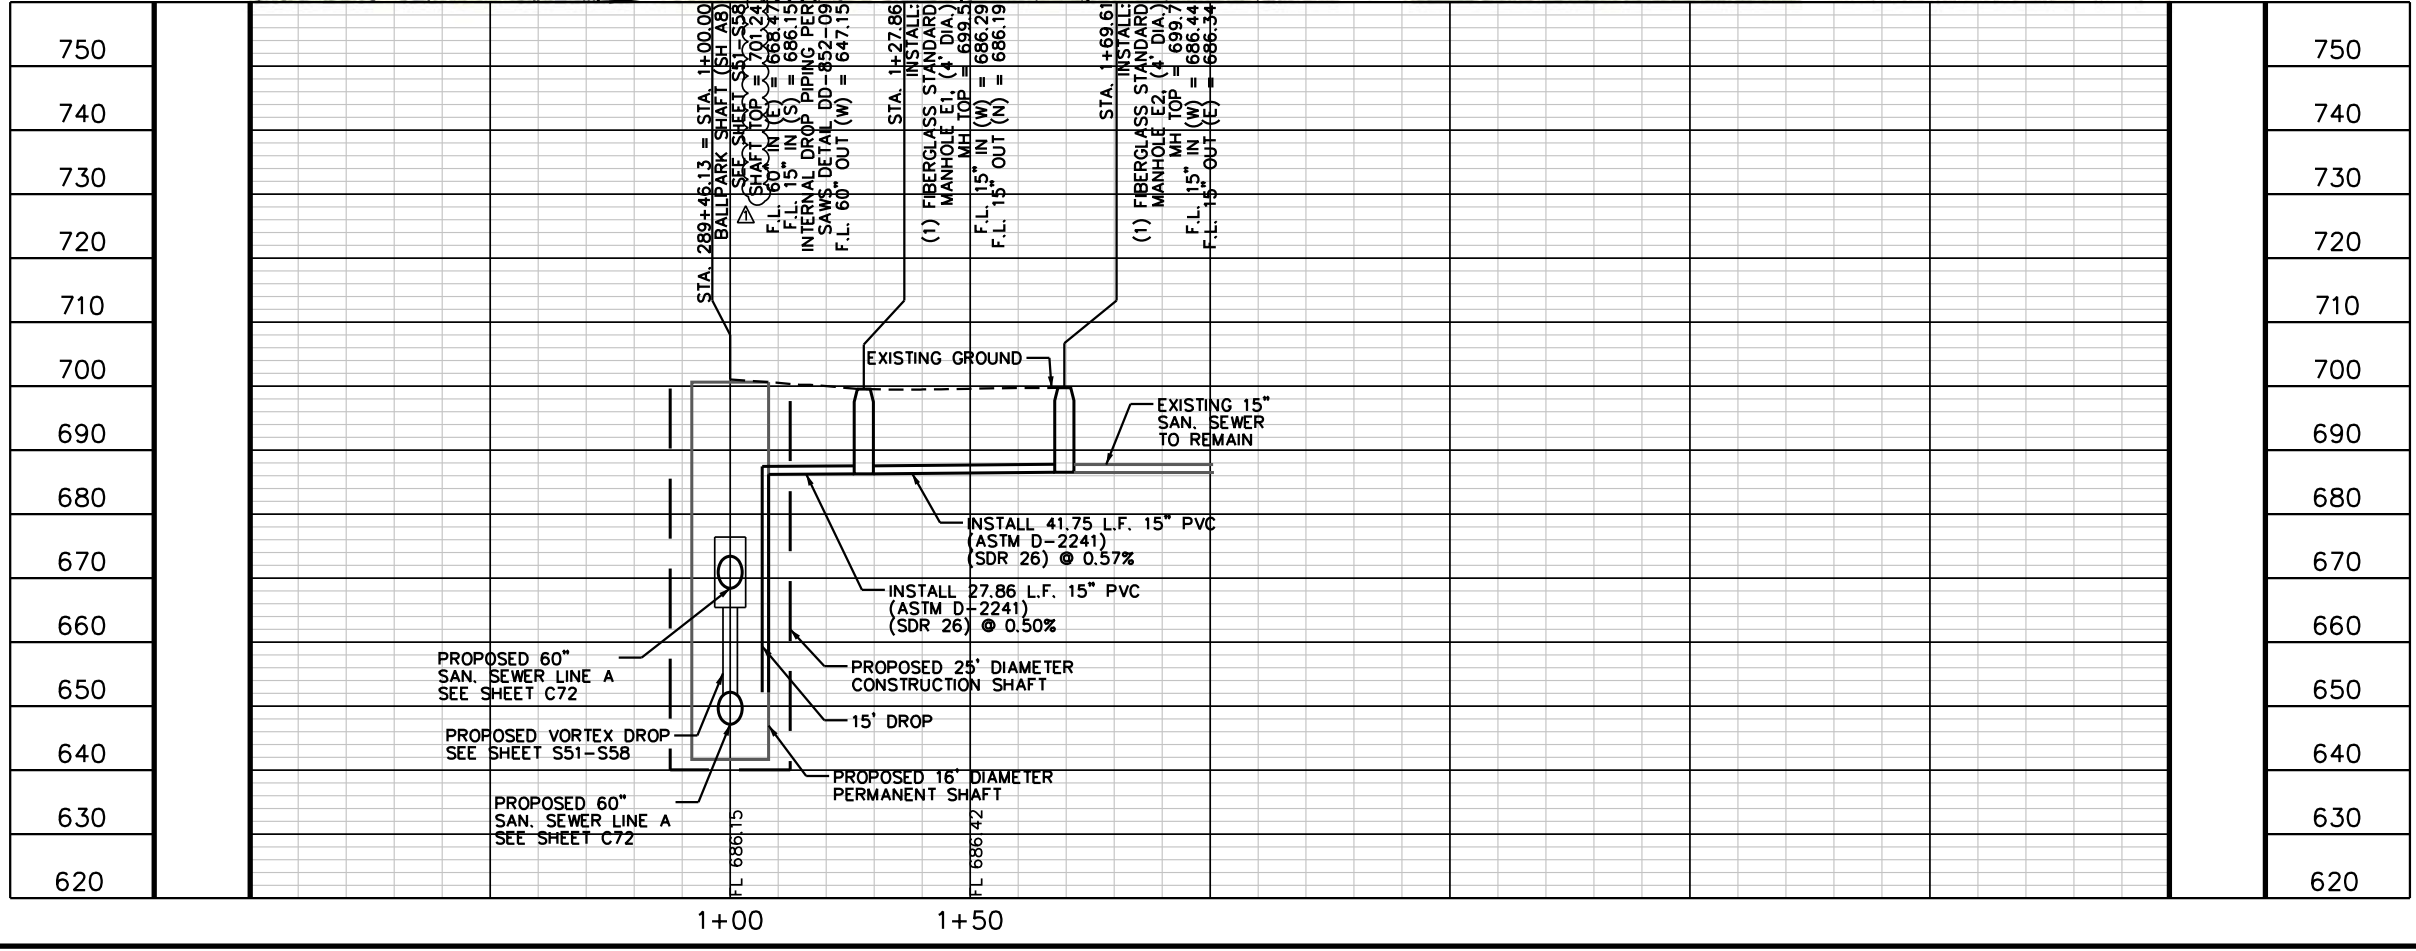 750
740
730
720
710
700
690
680
670
660
650
640
630
620
STA. 289+46.13 = STA. 1+00.00
BALLPARK SHAFT (SH A8)
SEE SHEET S51-S58
SHAFT TOP = 701.24
F.L. 60" IN (E) = 668.47
F.L. 15" IN (S) = 686.15
INTERNAL DROP PIPING PER
SAWS DETAIL DD-852-09
F.L. 60" OUT (W) = 647.15
1
STA. 1+27.86
INSTALL:
(1) FIBERGLASS STANDARD
MANHOLE E1, (4' DIA.)
MH TOP = 699.5
F.L. 15" IN (W) = 686.29
F.L. 15" OUT (N) = 686.19
STA. 1+69.61
INSTALL:
(1) FIBERGLASS STANDARD
MANHOLE E2, (4' DIA.)
MH TOP = 699.7
F.L. 15" IN (W) = 686.44
F.L. 15" OUT (E) = 686.34
EXISTING GROUND
EXISTING 15"
SAN. SEWER
TO REMAIN
INSTALL 41.75 L.F. 15" PVC
(ASTM D-2241)
(SDR 26) @ 0.57%
INSTALL 27.86 L.F. 15" PVC
(ASTM D-2241)
(SDR 26) @ 0.50%
PROPOSED 60"
SAN. SEWER LINE A
SEE SHEET C72
PROPOSED 25' DIAMETER
CONSTRUCTION SHAFT
15' DROP
PROPOSED VORTEX DROP
SEE SHEET S51-S58
PROPOSED 16' DIAMETER
PERMANENT SHAFT
PROPOSED 60"
SAN. SEWER LINE A
SEE SHEET C72
FL 686.15
FL 686.42
750
740
730
720
710
700
690
680
670
660
650
640
630
620
1+00
1+50